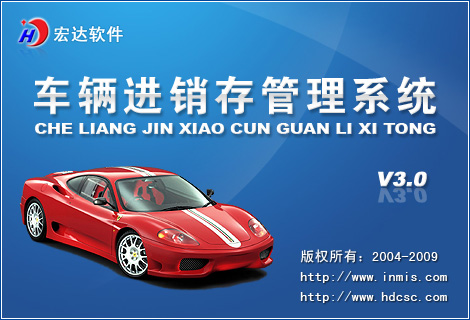 宏达软件
车辆进销存管理系统
CHE LIANG JIN XIAO CUN GUAN LI XI TONG
V3.0
版权所有：2004-2009
http://www.inmis.com
http://www.hdcsc.com